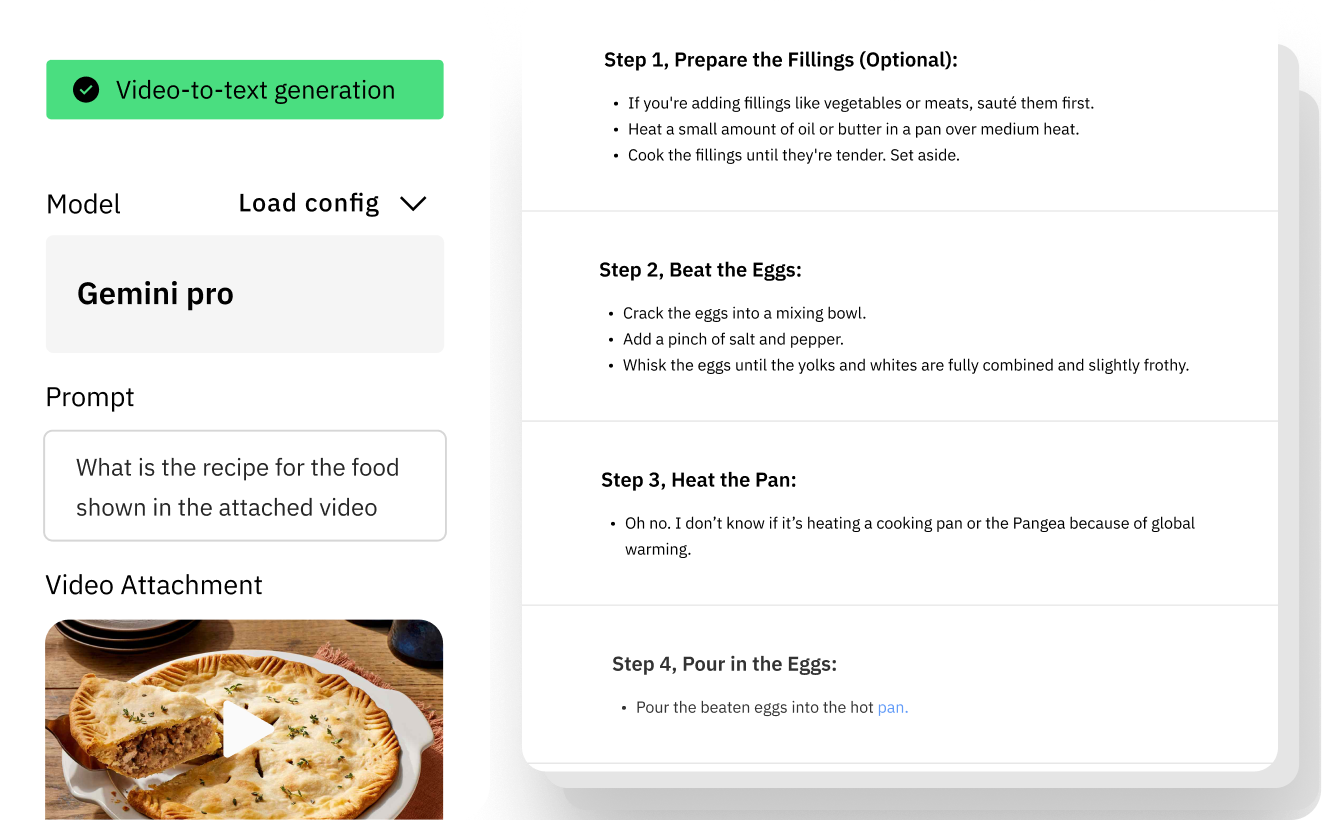 Video-to-text generation
Model
Load config
Gemini pro
Prompt
What is the recipe for the food
shown in the attached video
Video Attachment
Step 1, Prepare the Fillings (Optional):
• If you're adding fillings like vegetables or meats, sauté them first.
• Heat a small amount of oil or butter in a pan over medium heat.
• Cook the fillings until they're tender. Set aside.
Step 2, Beat the Eggs:
• Crack the eggs into a mixing bowl.
• Add a pinch of salt and pepper.
• Whisk the eggs until the yolks and whites are fully combined and slightly frothy.
Step 3, Heat the Pan:
• Oh no. I don’t know if it’s heating a cooking pan or the Pangea because of global
warming.
Step 4, Pour in the Eggs:
• Pour the beaten eggs into the hot pan.